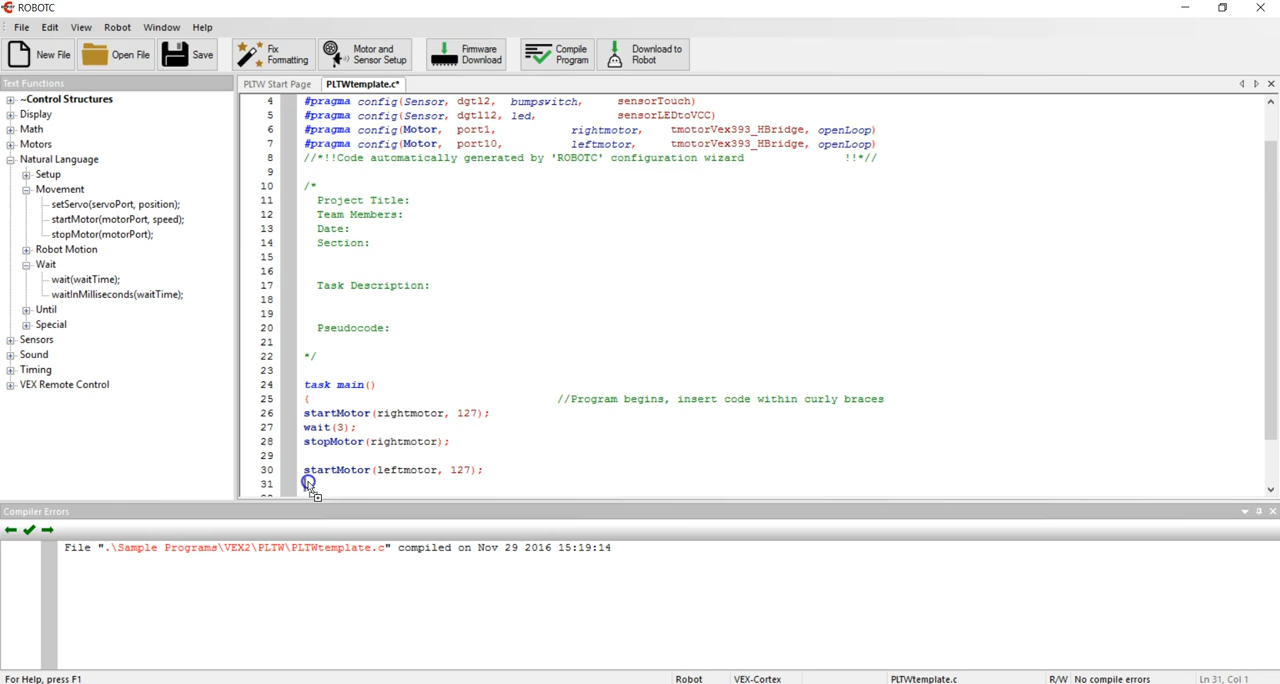 ROBOTC
File Edit View Robot Window Help
New File Open File Save Fix Formatting Motor and Sensor Setup Firmware Download Compile Program Download to Robot
Text Functions
~Control Structures
Display
Math
Motors
Natural Language
Setup
Movement
setServo(servoPort, position);
startMotor(motorPort, speed);
stopMotor(motorPort);
Robot Motion
Wait
wait(waitTime);
waitInMilliseconds(waitTime);
Until
Special
Sensors
Sound
Timing
VEX Remote Control
PLTW Start Page PLTWtemplate.c*
4 #pragma config(Sensor, dgtl2, bumpswitch, sensorTouch)
5 #pragma config(Sensor, dgtl12, led, sensorLEDtoVCC)
6 #pragma config(Motor, port1, rightmotor, tmotorVex393_HBridge, openLoop)
7 #pragma config(Motor, port10, leftmotor, tmotorVex393_HBridge, openLoop)
8 //*!!Code automatically generated by 'ROBOTC' configuration wizard !!*//
9
10 /*
11 Project Title:
12 Team Members:
13 Date:
14 Section:
15
16
17 Task Description:
18
19
20 Pseudocode:
21
22 */
23
24 task main()
25 { //Program begins, insert code within curly braces
26 startMotor(rightmotor, 127);
27 wait(3);
28 stopMotor(rightmotor);
29
30 startMotor(leftmotor, 127);
31
Compiler Errors
File ".\Sample Programs\VEX2\PLTW\PLTWtemplate.c" compiled on Nov 29 2016 15:19:14
For Help, press F1 Robot VEX-Cortex PLTWtemplate.c R/W No compile errors Ln 31, Col 1